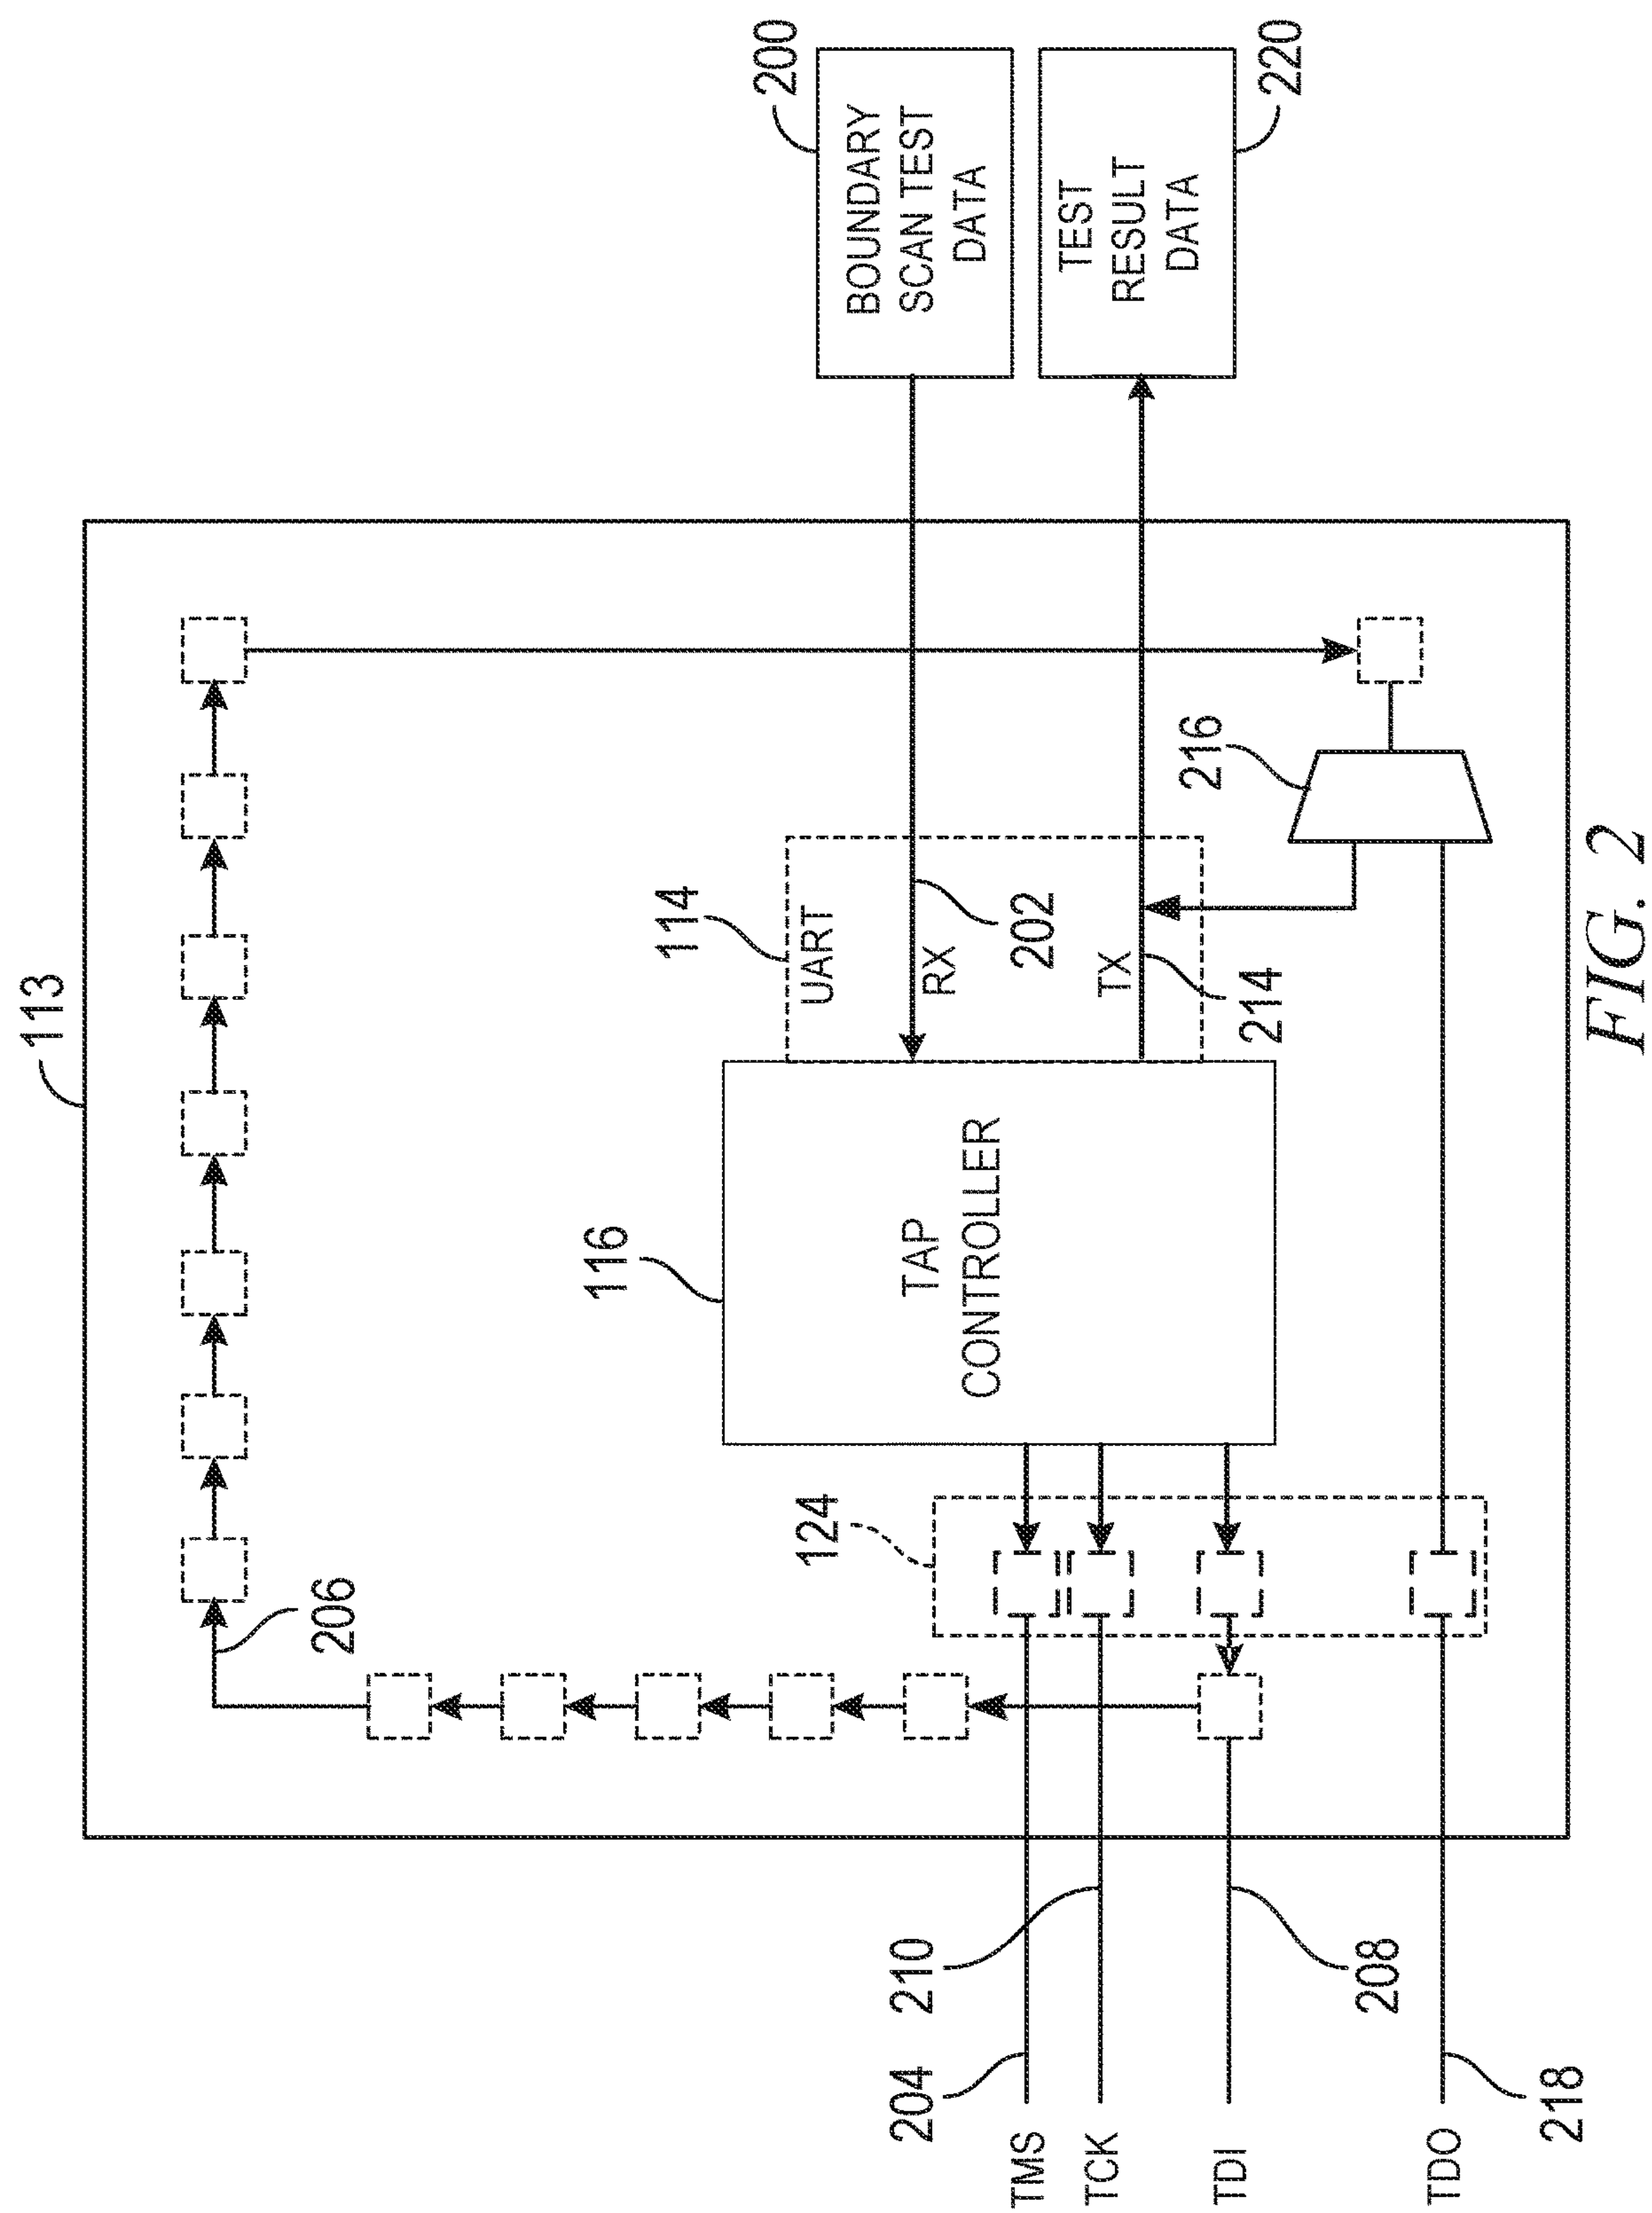 113
206
116
TAP
CONTROLLER
124
114
UART
RX
202
TX
214
216
200
BOUNDARY
SCAN TEST
DATA
TEST
RESULT
DATA
220
204
210
208
218
TMS
TCK
TDI
TDO
FIG. 2